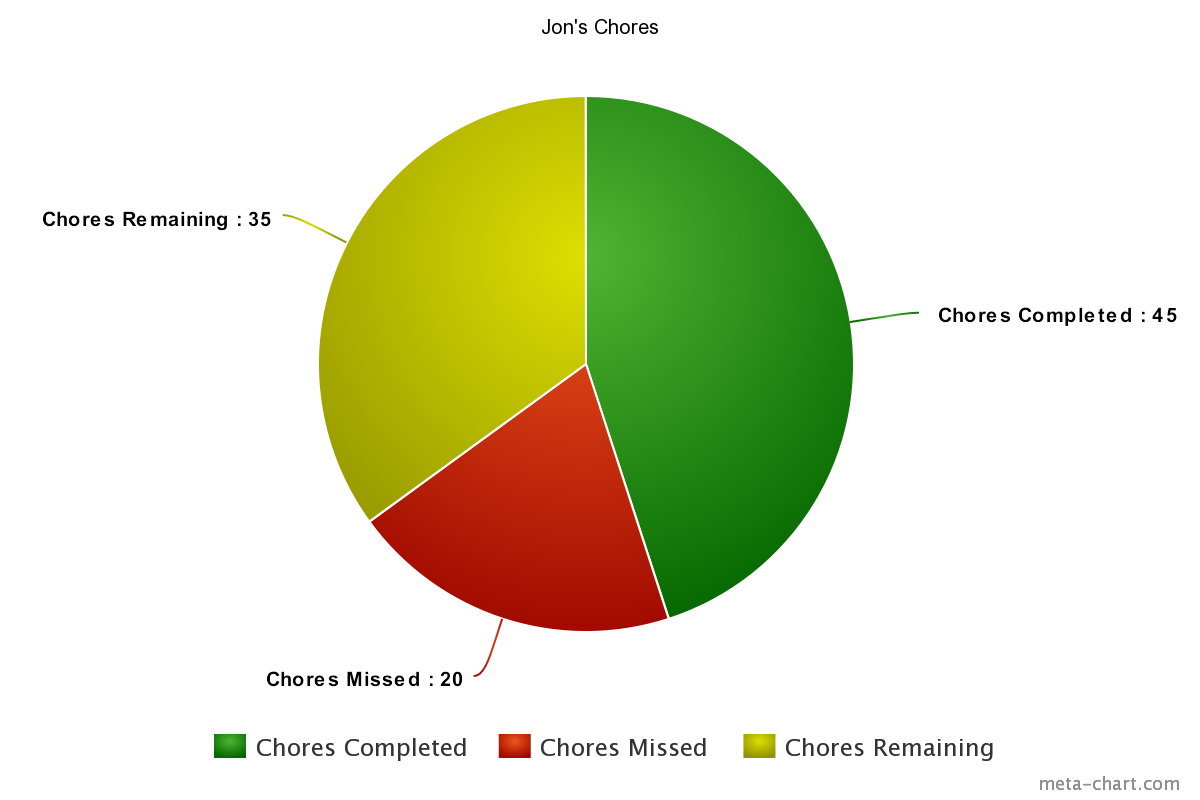 Jon's Chores
Chores Remaining : 35
Chores Completed : 45
Chores Missed : 20
Chores Completed Chores Missed Chores Remaining
meta-chart.com